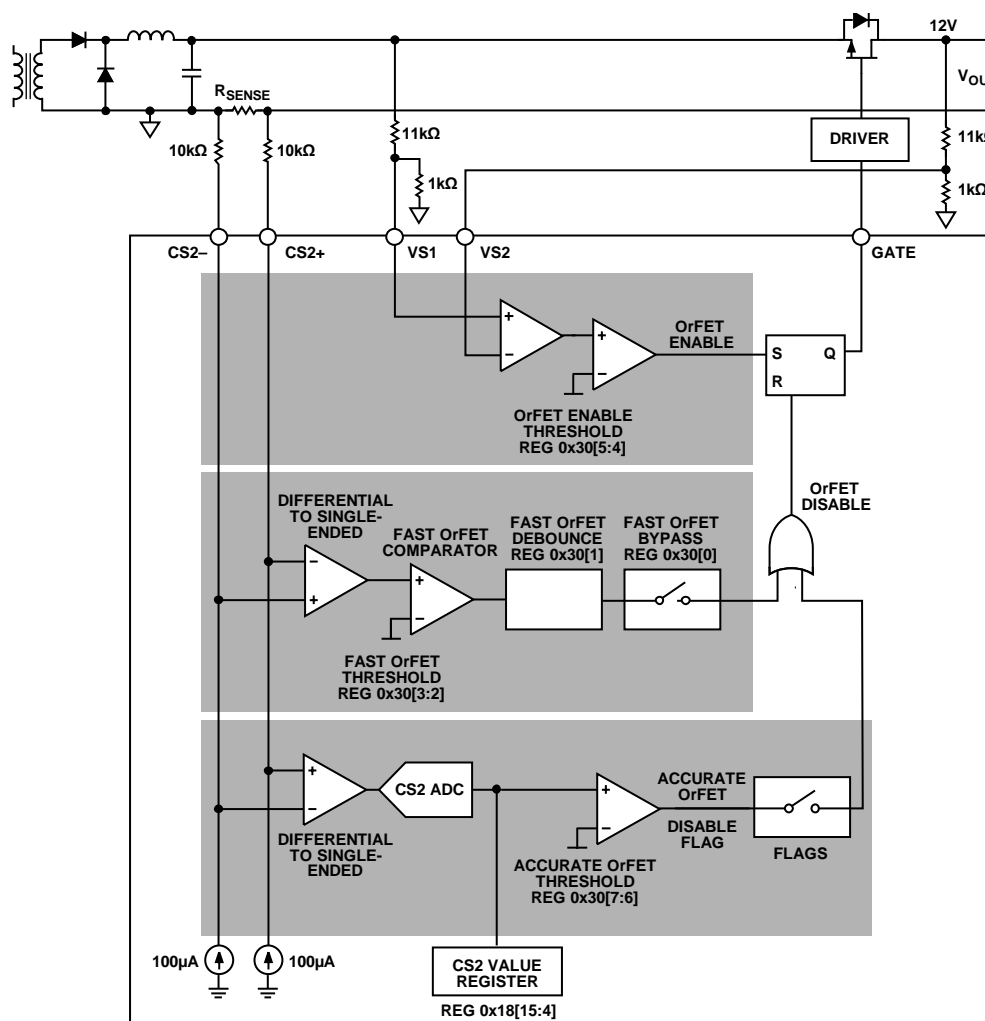 12V
V_OU
R_SENSE
11kΩ
10kΩ
10kΩ
1kΩ
DRIVER
11kΩ
1kΩ
CS2–
CS2+
VS1
VS2
GATE
+
–
+
–
OrFET
ENABLE
S
Q
R
OrFET ENABLE
THRESHOLD
REG 0x30[5:4]
OrFET
DISABLE
DIFFERENTIAL
TO SINGLE-
ENDED
FAST OrFET
COMPARATOR
FAST OrFET
DEBOUNCE
REG 0x30[1]
FAST OrFET
BYPASS
REG 0x30[0]
–
+
+
–
FAST OrFET
THRESHOLD
REG 0x30[3:2]
+
–
CS2 ADC
+
–
ACCURATE
OrFET
DISABLE
FLAG
FLAGS
DIFFERENTIAL
TO SINGLE-
ENDED
ACCURATE OrFET
THRESHOLD
REG 0x30[7:6]
100µA
100µA
CS2 VALUE
REGISTER
REG 0x18[15:4]